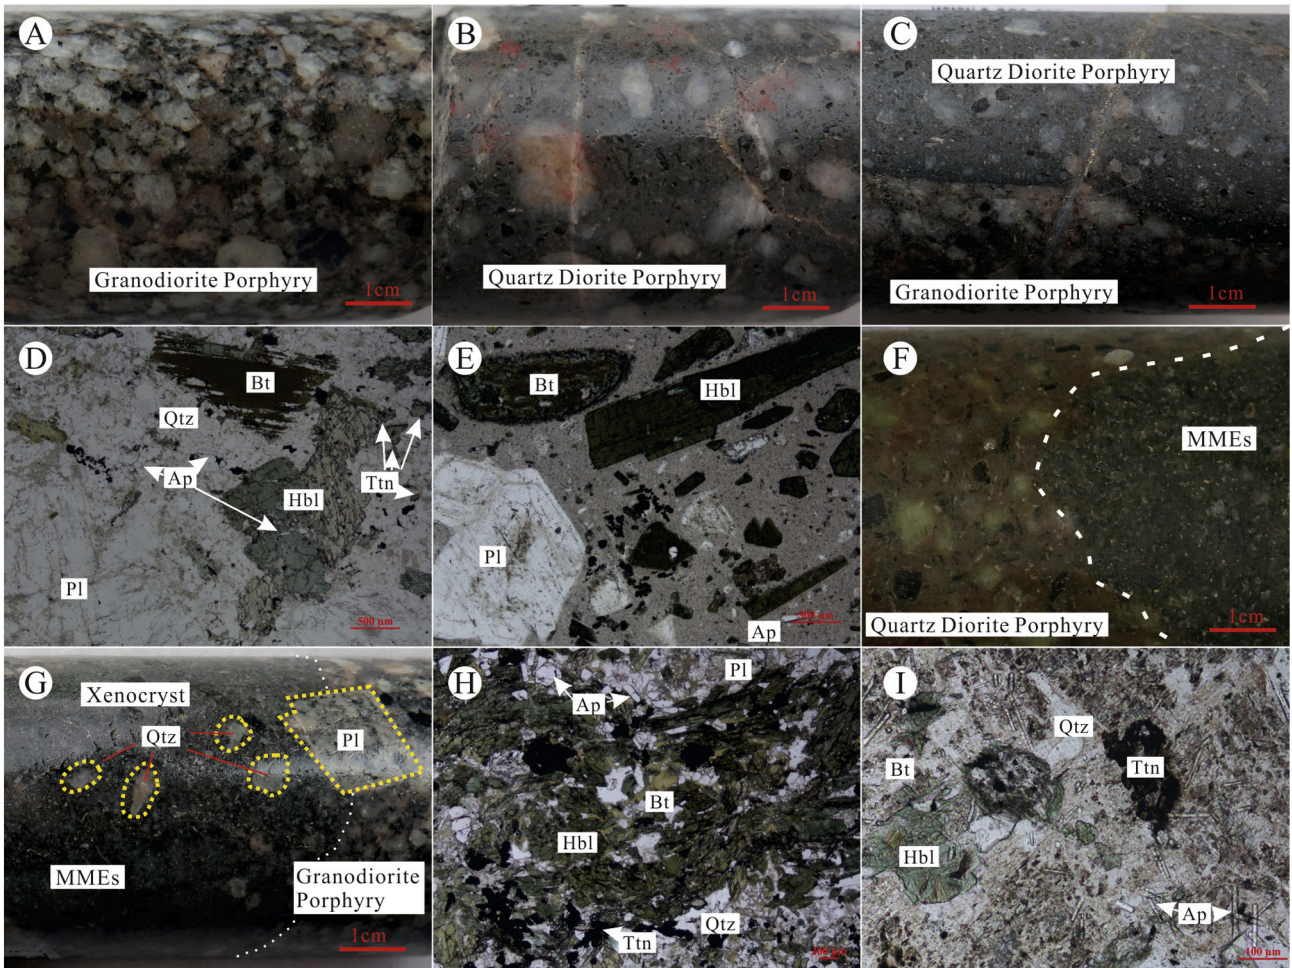 A
Granodiorite Porphyry
1cm
B
Quartz Diorite Porphyry
1cm
C
Quartz Diorite Porphyry
Granodiorite Porphyry
1cm
D
Bt
Qtz
Ap
Hbl
Ttn
Pl
500 μm
E
Bt
Hbl
Pl
Ap
F
MMEs
Quartz Diorite Porphyry
1cm
G
Xenocryst
Qtz
Pl
MMEs
Granodiorite
Porphyry
1cm
H
Pl
Ap
Bt
Hbl
Qtz
Ttn
I
Qtz
Bt
Ttn
Hbl
Ap
100 μm